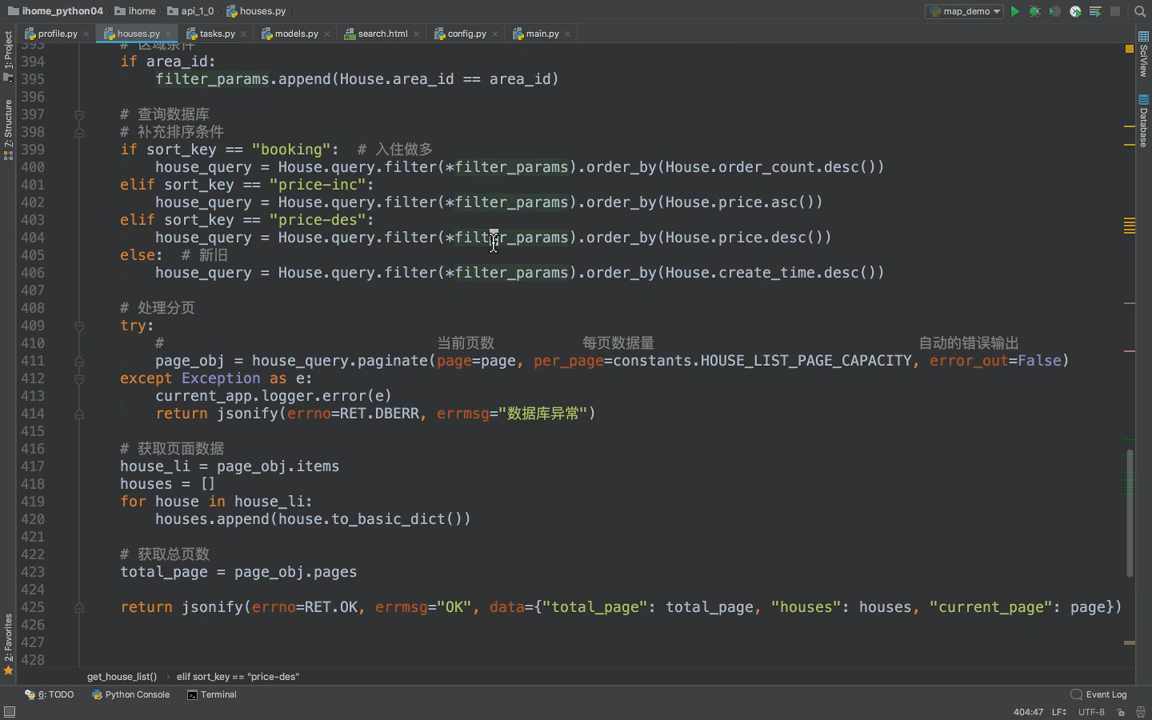 ihome_python04 ihome api_1_0 houses.py map_demo
profile.py houses.py tasks.py models.py search.html config.py main.py
1: Project
Z: Structure
2: Favorites
SciView
Database
393 # 区域条件
394 if area_id:
395 filter_params.append(House.area_id == area_id)
396
397 # 查询数据库
398 # 补充排序条件
399 if sort_key == "booking": # 入住做多
400 house_query = House.query.filter(*filter_params).order_by(House.order_count.desc())
401 elif sort_key == "price-inc":
402 house_query = House.query.filter(*filter_params).order_by(House.price.asc())
403 elif sort_key == "price-des":
404 house_query = House.query.filter(*filter_params).order_by(House.price.desc())
405 else: # 新旧
406 house_query = House.query.filter(*filter_params).order_by(House.create_time.desc())
407
408 # 处理分页
409 try:
410 # 当前页数 每页数据量 自动的错误输出
411 page_obj = house_query.paginate(page=page, per_page=constants.HOUSE_LIST_PAGE_CAPACITY, error_out=False)
412 except Exception as e:
413 current_app.logger.error(e)
414 return jsonify(errno=RET.DBERR, errmsg="数据库异常")
415
416 # 获取页面数据
417 house_li = page_obj.items
418 houses = []
419 for house in house_li:
420 houses.append(house.to_basic_dict())
421
422 # 获取总页数
423 total_page = page_obj.pages
424
425 return jsonify(errno=RET.OK, errmsg="OK", data={"total_page": total_page, "houses": houses, "current_page": page})
426
427
428
get_house_list() elif sort_key == "price-des"
6: TODO Python Console Terminal Event Log
404:47 LF UTF-8